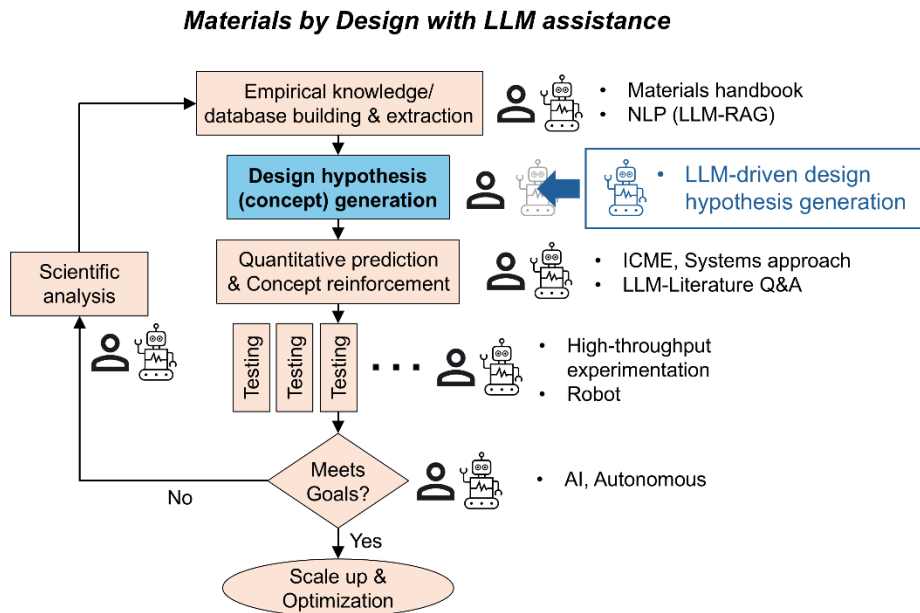 Materials by Design with LLM assistance
Empirical knowledge/
database building & extraction
• Materials handbook
• NLP (LLM-RAG)
Design hypothesis
(concept) generation
• LLM-driven design
hypothesis generation
Quantitative prediction
& Concept reinforcement
• ICME, Systems approach
• LLM-Literature Q&A
Scientific
analysis
Testing
Testing
Testing
• High-throughput
experimentation
• Robot
Meets
Goals?
• AI, Autonomous
No
Yes
Scale up &
Optimization